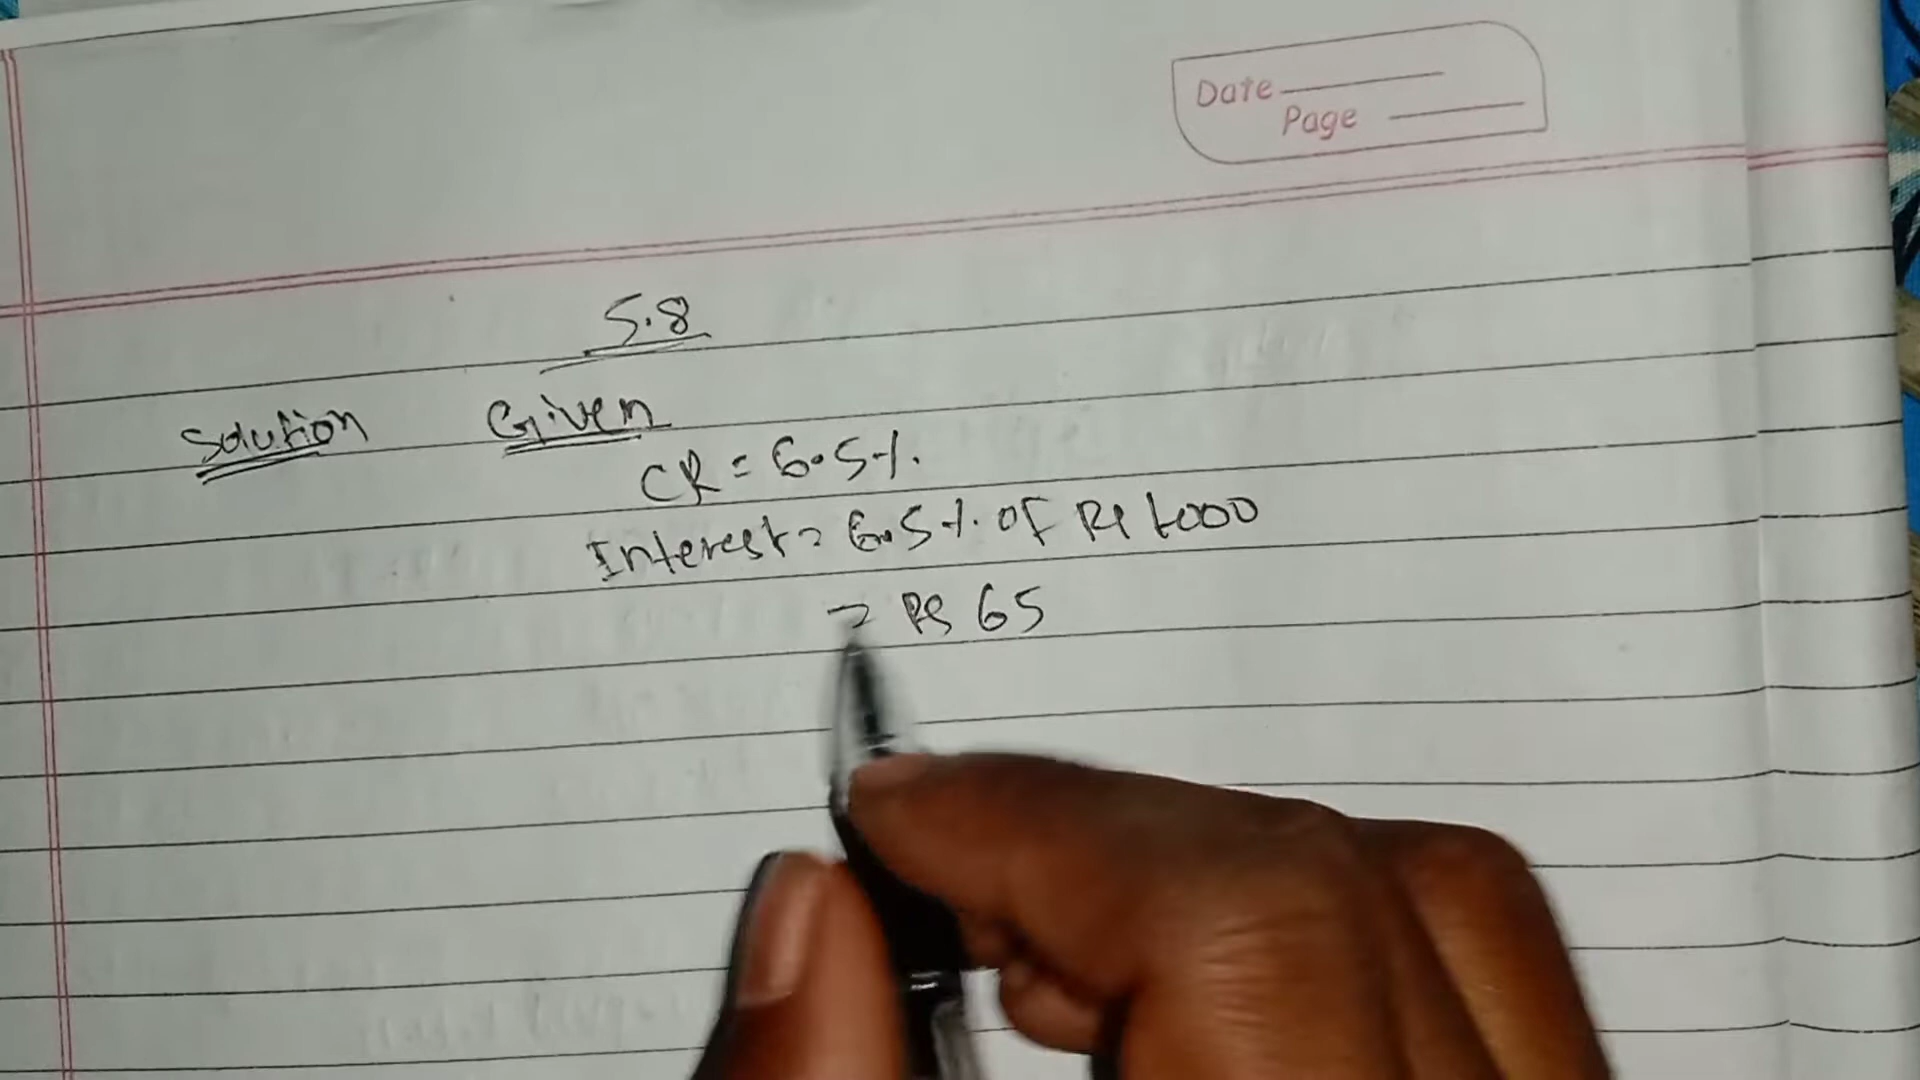 Date
Page
5.8
Solution Given
CR = 6.5%
Interest = 6.5% of Rs 1000
= Rs 65